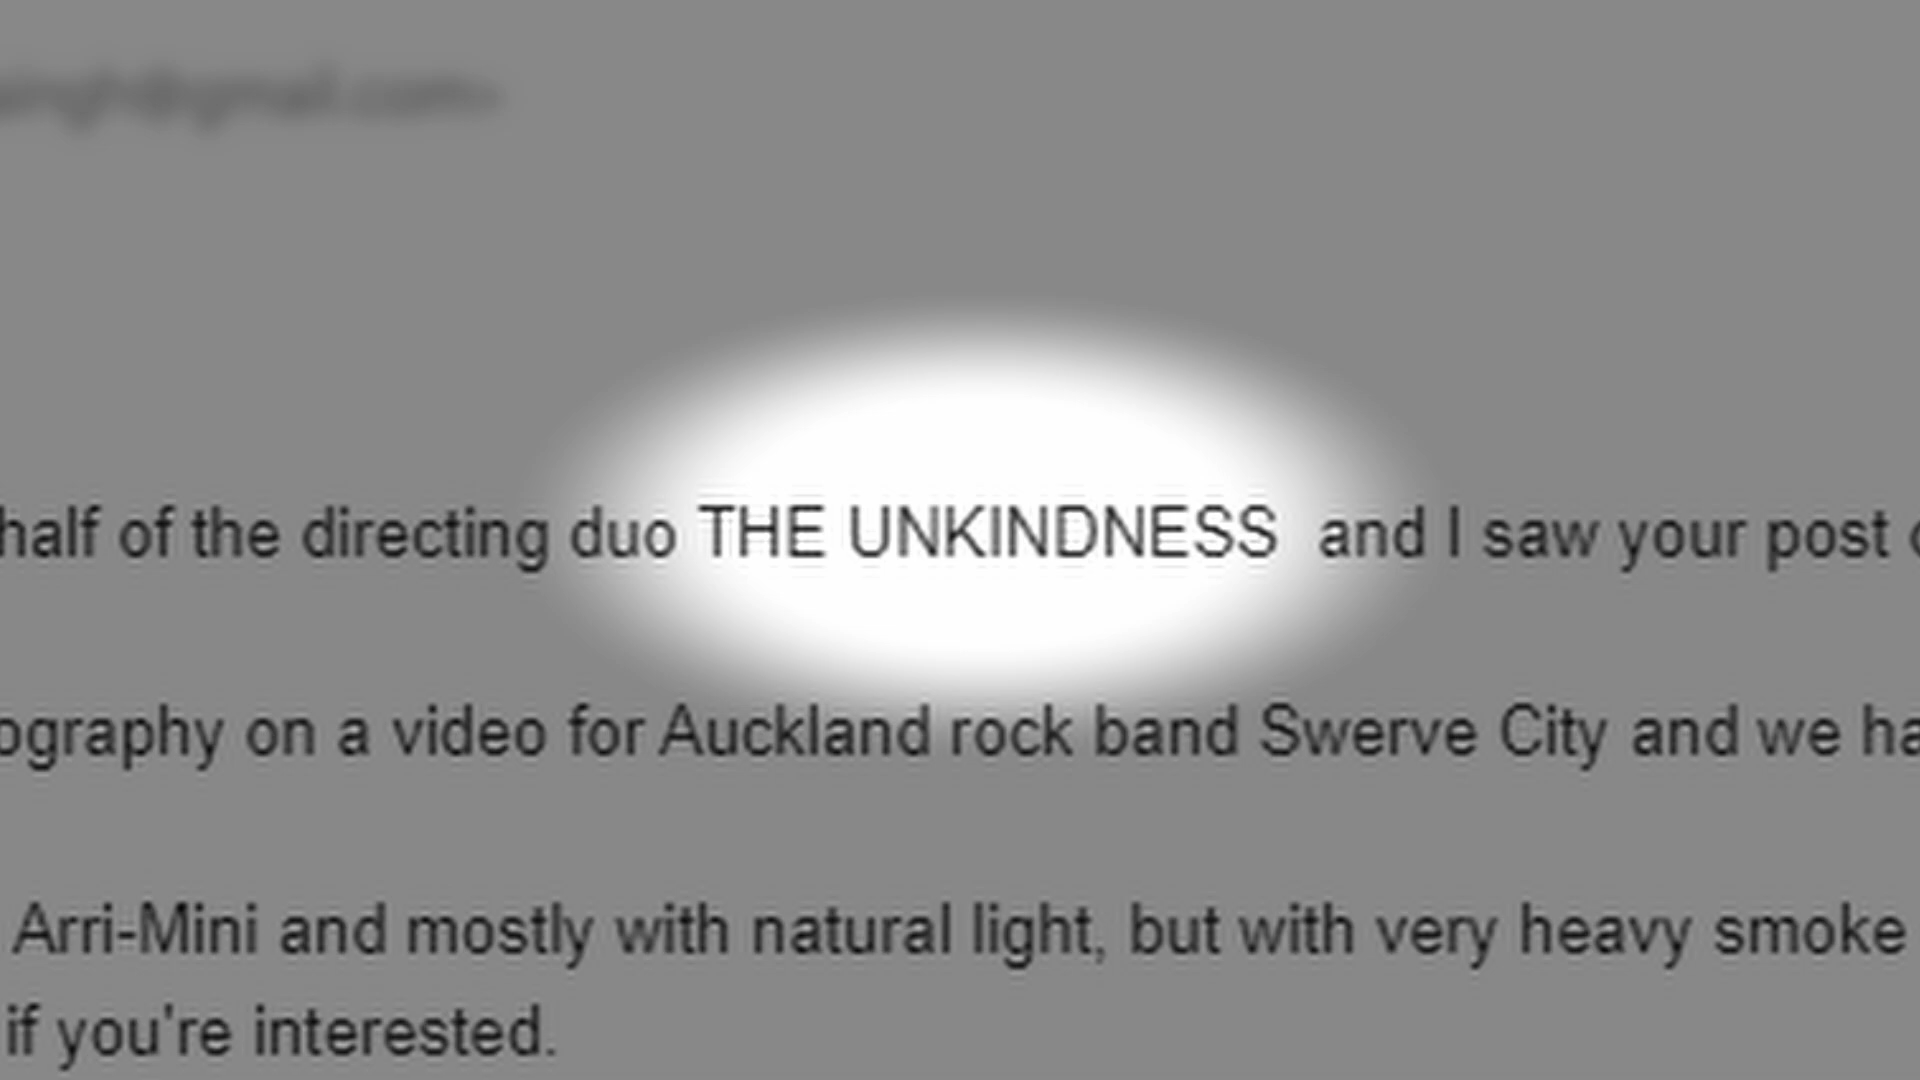 half of the directing duo THE UNKINDNESS and I saw your post
ography on a video for Auckland rock band Swerve City and we ha
Arri-Mini and mostly with natural light, but with very heavy smoke
if you're interested.